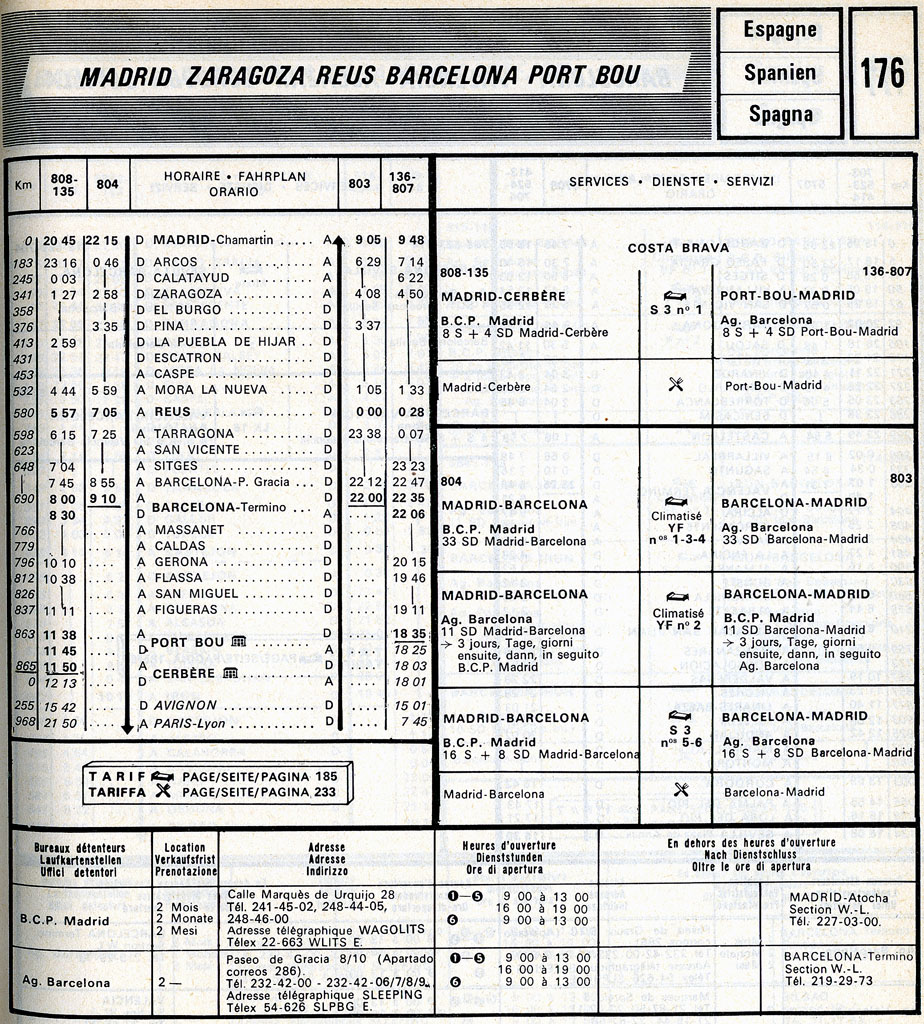 MADRID ZARAGOZA REUS BARCELONA PORT BOU
Espagne
Spanien
Spagna
176
Km 808-135 804 HORAIRE • FAHRPLAN ORARIO 803 136-807
0 20 45 22 15 D MADRID-Chamartin .... A 9 05 9 48
183 23 16 0 46 D ARCOS .... A 6 29 7 14
245 0 03 | D CALATAYUD .... A | 6 22
341 1 27 2 58 D ZARAGOZA .... A 4 08 4 50
358 | | D EL BURGO .... A | |
376 | 3 35 D PINA .... A 3 37 |
413 2 59 | D LA PUEBLA DE HIJAR .. D | |
431 | | D ESCATRON .... D | |
453 | | A CASPE .... D | |
532 4 44 5 59 A MORA LA NUEVA .... D 1 05 1 33
580 5 57 7 05 A REUS .... D 0 00 0 28
598 6 15 7 25 A TARRAGONA .... D 23 38 0 07
623 | | A SAN VICENTE .... D | |
648 7 04 | A SITGES .... D | 23 23
| 7 45 8 55 A BARCELONA-P. Gracia .. D 22 12 22 47
690 8 00 9 10 A BARCELONA-Termino .... D 22 00 22 35
8 30 D A 22 06
766 | .... A MASSANET .... D .... |
779 | .... A CALDAS .... D .... |
796 10 10 .... A GERONA .... D .... 20 15
812 10 38 .... A FLASSA .... D .... 19 46
826 | .... A SAN MIGUEL .... D .... |
837 11 11 .... A FIGUERAS .... D .... 19 11
863 11 38 .... A PORT BOU .... D .... 18 35
11 45 .... D A .... 18 25
865 11 50 .... A CERBÈRE .... D .... 18 03
0 12 13 .... D A .... 18 01
255 15 42 .... D AVIGNON .... D .... 15 01
968 21 50 .... A PARIS-Lyon .... D .... 7 45
TARIF PAGE/SEITE/PAGINA 185
TARIFFA PAGE/SEITE/PAGINA 233
SERVICES • DIENSTE • SERVIZI
COSTA BRAVA
808-135 136-807
MADRID-CERBÈRE
B.C.P. Madrid
8 S + 4 SD Madrid-Cerbère
S 3 nº 1
PORT-BOU-MADRID
Ag. Barcelona
8 S + 4 SD Port-Bou-Madrid
Madrid-Cerbère Port-Bou-Madrid
804 803
MADRID-BARCELONA
B.C.P. Madrid
33 SD Madrid-Barcelona
Climatisé
YF
nos 1-3-4
BARCELONA-MADRID
Ag. Barcelona
33 SD Barcelona-Madrid
MADRID-BARCELONA
Ag. Barcelona
11 SD Madrid-Barcelona
→ 3 jours, Tage, giorni
ensuite, dann, in seguito
B.C.P. Madrid
Climatisé
YF nº 2
BARCELONA-MADRID
B.C.P. Madrid
11 SD Barcelona-Madrid
→ 3 jours, Tage, giorni
ensuite, dann, in seguito
Ag. Barcelona
MADRID-BARCELONA
B.C.P. Madrid
16 S + 8 SD Madrid-Barcelona
S 3
nos 5-6
BARCELONA-MADRID
Ag. Barcelona
16 S + 8 SD Barcelona-Madrid
Madrid-Barcelona Barcelona-Madrid
Bureaux détenteurs
Laufkartenstellen
Uffici detentori
Location
Verkaufsfrist
Prenotazione
Adresse
Adresse
Indirizzo
Heures d'ouverture
Dienststunden
Ore di apertura
En dehors des heures d'ouverture
Nach Dienstschluss
Oltre le ore di apertura
B.C.P. Madrid
2 Mois
2 Monate
2 Mesi
Calle Marquès de Urquijo 28
Tél. 241-45-02, 248-44-05,
248-46-00
Adresse télégraphique WAGOLITS
Télex 22-663 WLITS E.
❶—❺ 9 00 à 13 00
16 00 à 19 00
❻ 9 00 à 13 00
MADRID-Atocha
Section W.-L.
Tél. 227-03-00.
Ag. Barcelona
2 —
Paseo de Gracia 8/10 (Apartado
correos 286).
Tél. 232-42-00 - 232-42-06/7/8/9.
Adresse télégraphique SLEEPING
Télex 54-626 SLPBG E.
❶—❺ 9 00 à 13 00
16 00 à 19 00
❻ 9 00 à 13 00
BARCELONA-Termino
Section W.-L.
Tél. 219-29-73